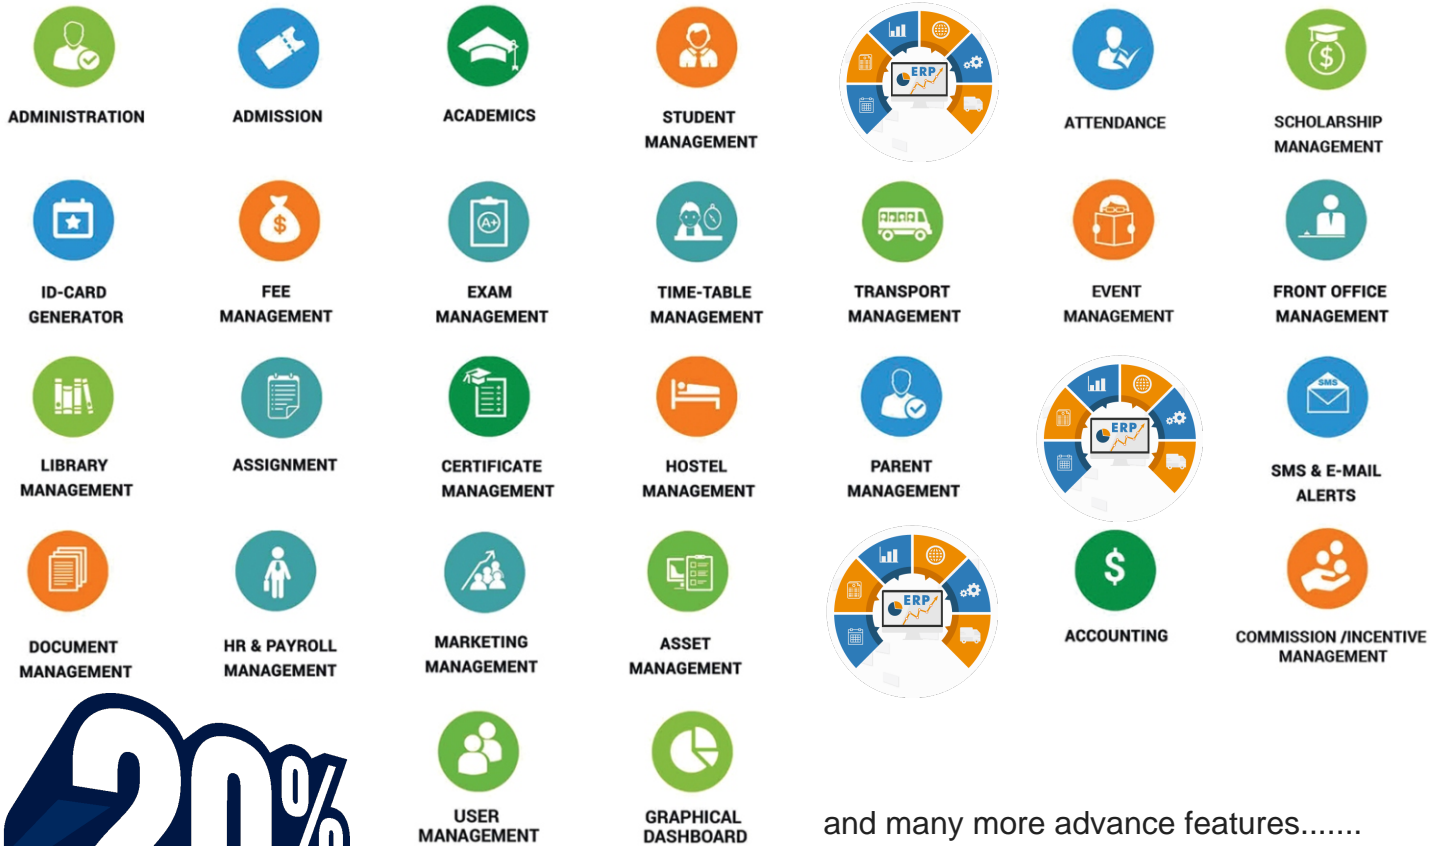 ERP
ADMINISTRATION
ADMISSION
ACADEMICS
STUDENT
MANAGEMENT
ATTENDANCE
SCHOLARSHIP
MANAGEMENT
$
$
A+
ID-CARD
GENERATOR
FEE
MANAGEMENT
EXAM
MANAGEMENT
TIME-TABLE
MANAGEMENT
TRANSPORT
MANAGEMENT
EVENT
MANAGEMENT
FRONT OFFICE
MANAGEMENT
ERP
SMS
LIBRARY
MANAGEMENT
ASSIGNMENT
CERTIFICATE
MANAGEMENT
HOSTEL
MANAGEMENT
PARENT
MANAGEMENT
SMS & E-MAIL
ALERTS
ERP
$
DOCUMENT
MANAGEMENT
HR & PAYROLL
MANAGEMENT
MARKETING
MANAGEMENT
ASSET
MANAGEMENT
ACCOUNTING
COMMISSION /INCENTIVE
MANAGEMENT
20%
USER
MANAGEMENT
GRAPHICAL
DASHBOARD
and many more advance features.......